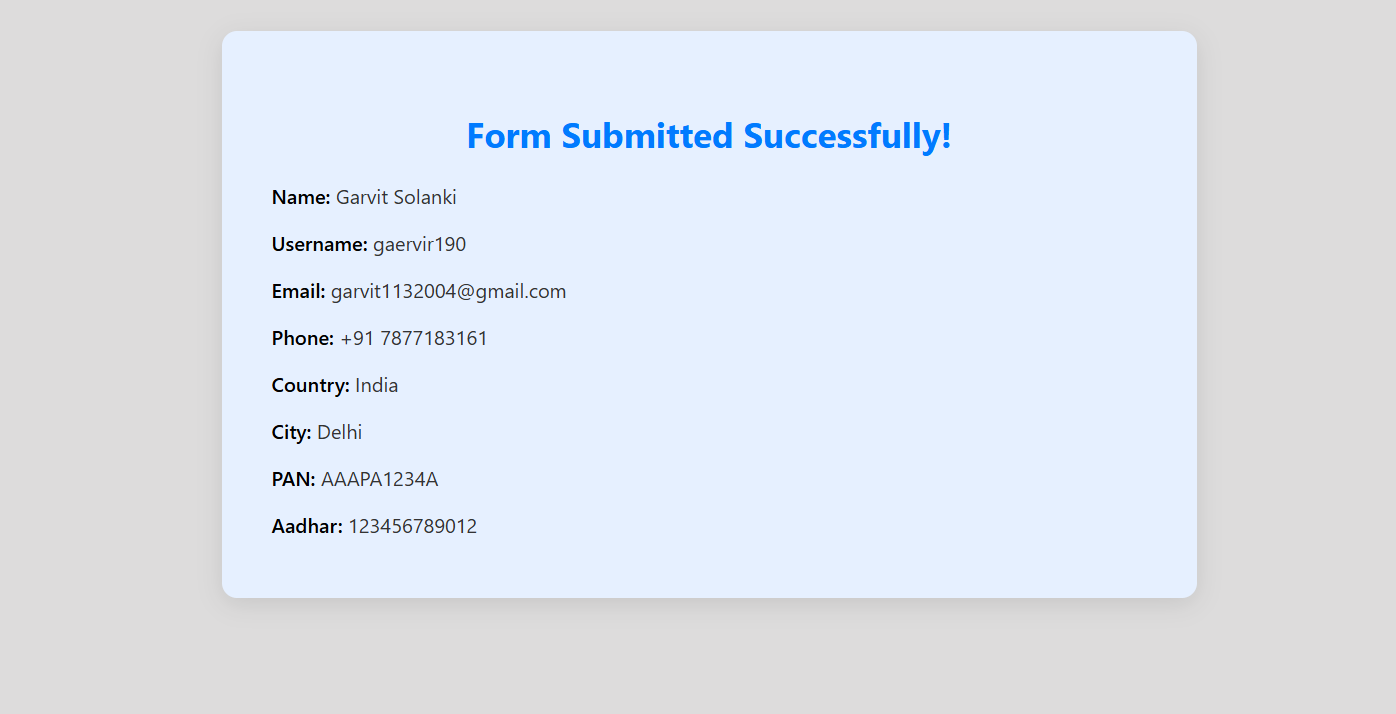 Form Submitted Successfully!
Name: Garvit Solanki
Username: gaervir190
Email: garvit1132004@gmail.com
Phone: +91 7877183161
Country: India
City: Delhi
PAN: AAAPA1234A
Aadhar: 123456789012